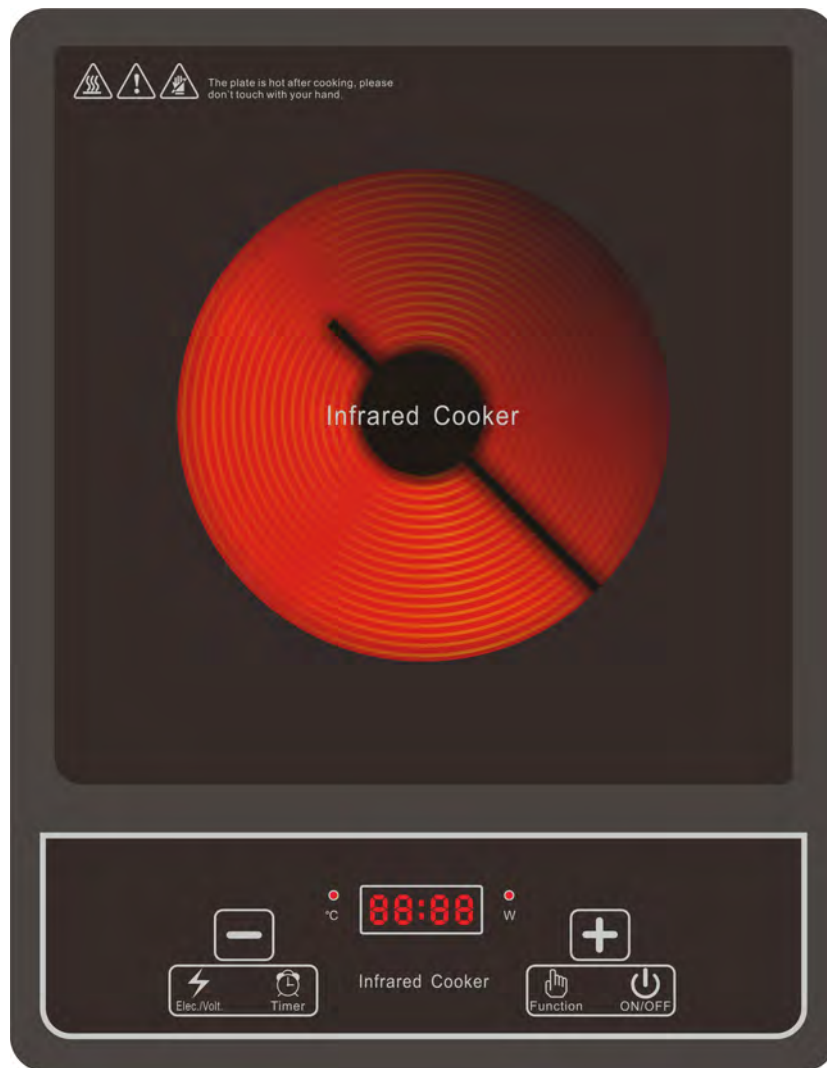 The plate is hot after cooking, please
don't touch with your hand.
Infrared Cooker
°C
88:88
W
Infrared Cooker
Elec./Volt.
Timer
Function
ON/OFF